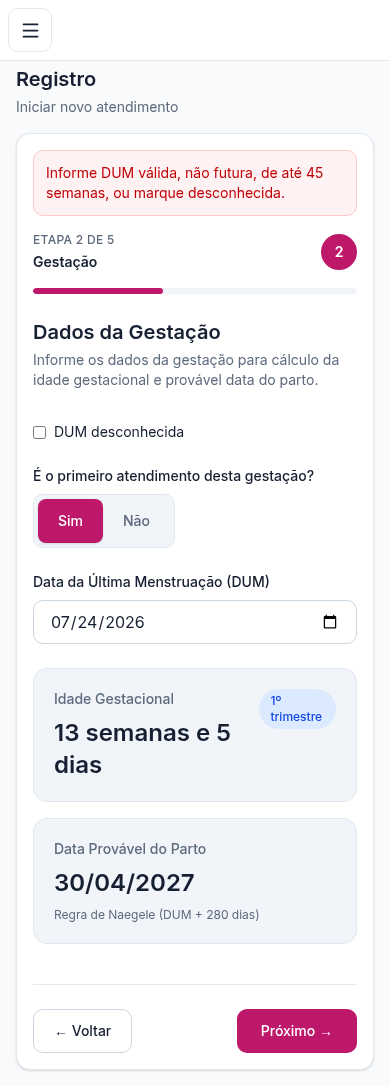 Registro
Iniciar novo atendimento
Informe DUM válida, não futura, de até 45
semanas, ou marque desconhecida.
ETAPA 2 DE 5
Gestação
2
Dados da Gestação
Informe os dados da gestação para cálculo da
idade gestacional e provável data do parto.
DUM desconhecida
É o primeiro atendimento desta gestação?
Sim Não
Data da Última Menstruação (DUM)
07/24/2026
Idade Gestacional
1º
trimestre
13 semanas e 5
dias
Data Provável do Parto
30/04/2027
Regra de Naegele (DUM + 280 dias)
← Voltar
Próximo →